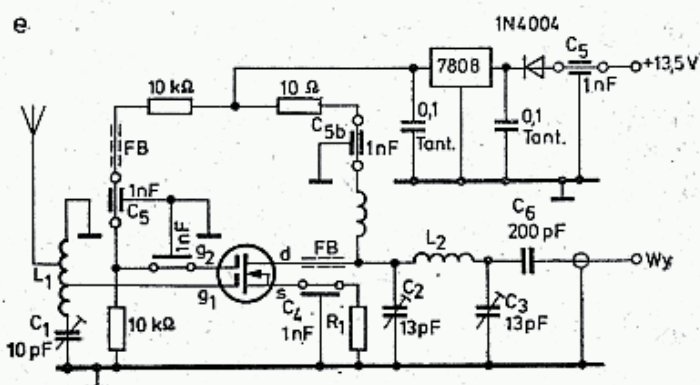 e
1N4004
C5
1nF
+13,5V
7808
0,1
Tant.
0,1
Tant.
10 kΩ
10 Ω
C5b
1nF
FB
1nF
C5
1nF
g2
d
FB
L1
g1
s
C4
1nF
R1
C1
10 pF
10 kΩ
C2
13pF
L2
C3
13pF
C6
200 pF
Wy